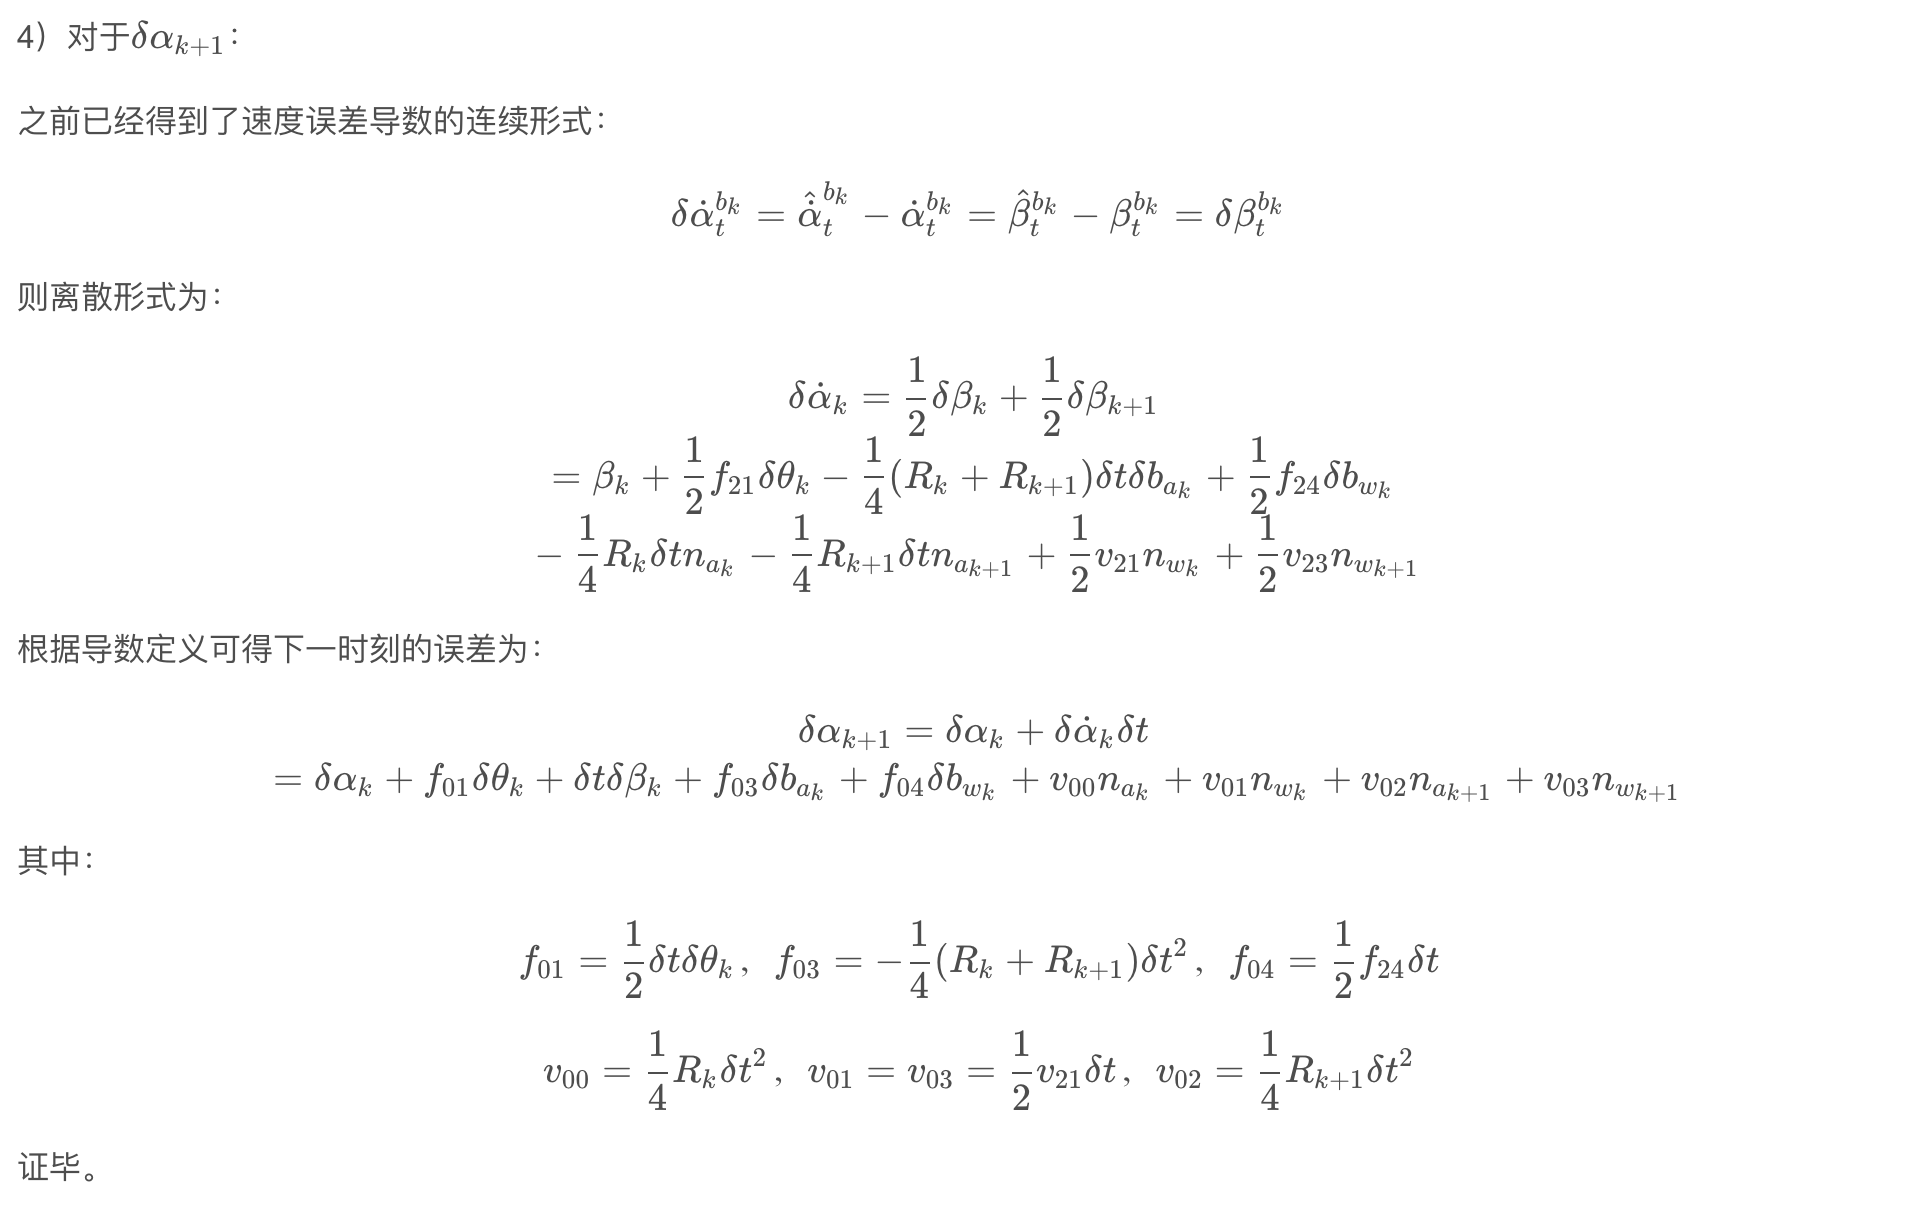 4）对于$\delta\alpha_{k+1}$：
之前已经得到了速度误差导数的连续形式：
$\delta\dot{\alpha}_t^{b_k} = \hat{\dot{\alpha}}_t^{b_k} - \dot{\alpha}_t^{b_k} = \hat{\beta}_t^{b_k} - \beta_t^{b_k} = \delta\beta_t^{b_k}$
则离散形式为：
$\delta\dot{\alpha}_k = \frac{1}{2}\delta\beta_k + \frac{1}{2}\delta\beta_{k+1}$
$= \beta_k + \frac{1}{2}f_{21}\delta\theta_k - \frac{1}{4}(R_k + R_{k+1})\delta t\delta b_{a_k} + \frac{1}{2}f_{24}\delta b_{w_k}$
$- \frac{1}{4}R_k\delta t n_{a_k} - \frac{1}{4}R_{k+1}\delta t n_{a_{k+1}} + \frac{1}{2}v_{21}n_{w_k} + \frac{1}{2}v_{23}n_{w_{k+1}}$
根据导数定义可得下一时刻的误差为：
$\delta\alpha_{k+1} = \delta\alpha_k + \delta\dot{\alpha}_k\delta t$
$= \delta\alpha_k + f_{01}\delta\theta_k + \delta t\delta\beta_k + f_{03}\delta b_{a_k} + f_{04}\delta b_{w_k} + v_{00}n_{a_k} + v_{01}n_{w_k} + v_{02}n_{a_{k+1}} + v_{03}n_{w_{k+1}}$
其中：
$f_{01} = \frac{1}{2}\delta t\delta\theta_k，f_{03} = -\frac{1}{4}(R_k + R_{k+1})\delta t^2，f_{04} = \frac{1}{2}f_{24}\delta t$
$v_{00} = \frac{1}{4}R_k\delta t^2，v_{01} = v_{03} = \frac{1}{2}v_{21}\delta t，v_{02} = \frac{1}{4}R_{k+1}\delta t^2$
证毕。